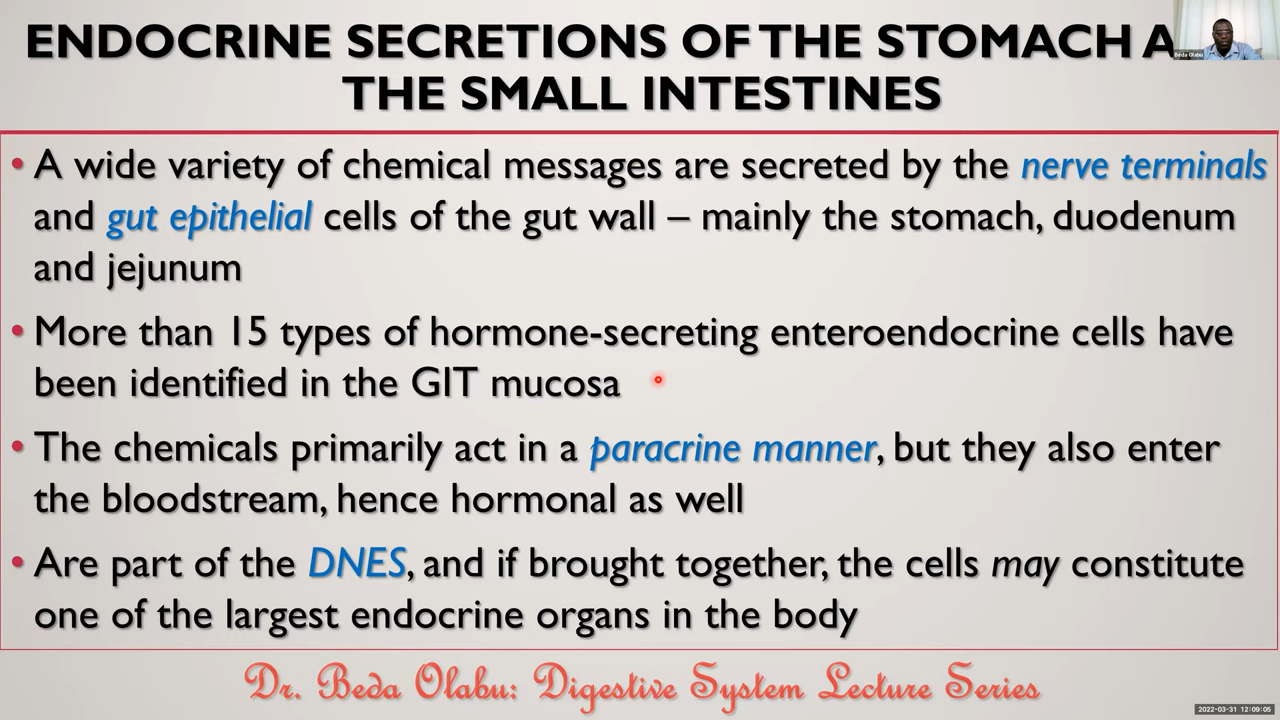 ENDOCRINE SECRETIONS OF THE STOMACH A
THE SMALL INTESTINES
Beda Olabu
• A wide variety of chemical messages are secreted by the nerve terminals
and gut epithelial cells of the gut wall – mainly the stomach, duodenum
and jejunum
• More than 15 types of hormone-secreting enteroendocrine cells have
been identified in the GIT mucosa
• The chemicals primarily act in a paracrine manner, but they also enter
the bloodstream, hence hormonal as well
• Are part of the DNES, and if brought together, the cells may constitute
one of the largest endocrine organs in the body
Dr. Beda Olabu: Digestive System Lecture Series
2022-03-31 12:09:05